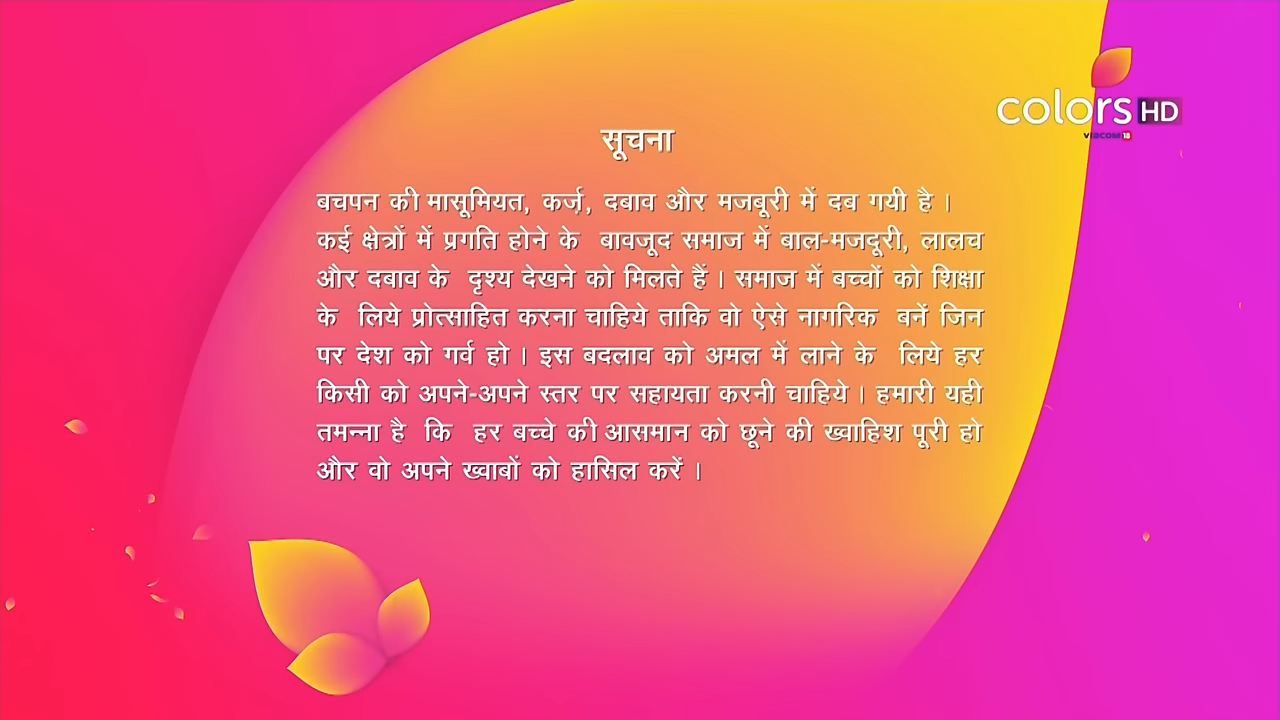 colors HD
VIACOM 18
सूचना
बचपन की मासूमियत, कर्ज़, दबाव और मजबूरी में दब गयी है ।
कई क्षेत्रों में प्रगति होने के बावजूद समाज में बाल-मजदूरी, लालच
और दबाव के दृश्य देखने को मिलते हैं । समाज में बच्चों को शिक्षा
के लिये प्रोत्साहित करना चाहिये ताकि वो ऐसे नागरिक बनें जिन
पर देश को गर्व हो । इस बदलाव को अमल में लाने के लिये हर
किसी को अपने-अपने स्तर पर सहायता करनी चाहिये । हमारी यही
तमन्ना है कि हर बच्चे की आसमान को छूने की ख्वाहिश पूरी हो
और वो अपने ख्वाबों को हासिल करें ।